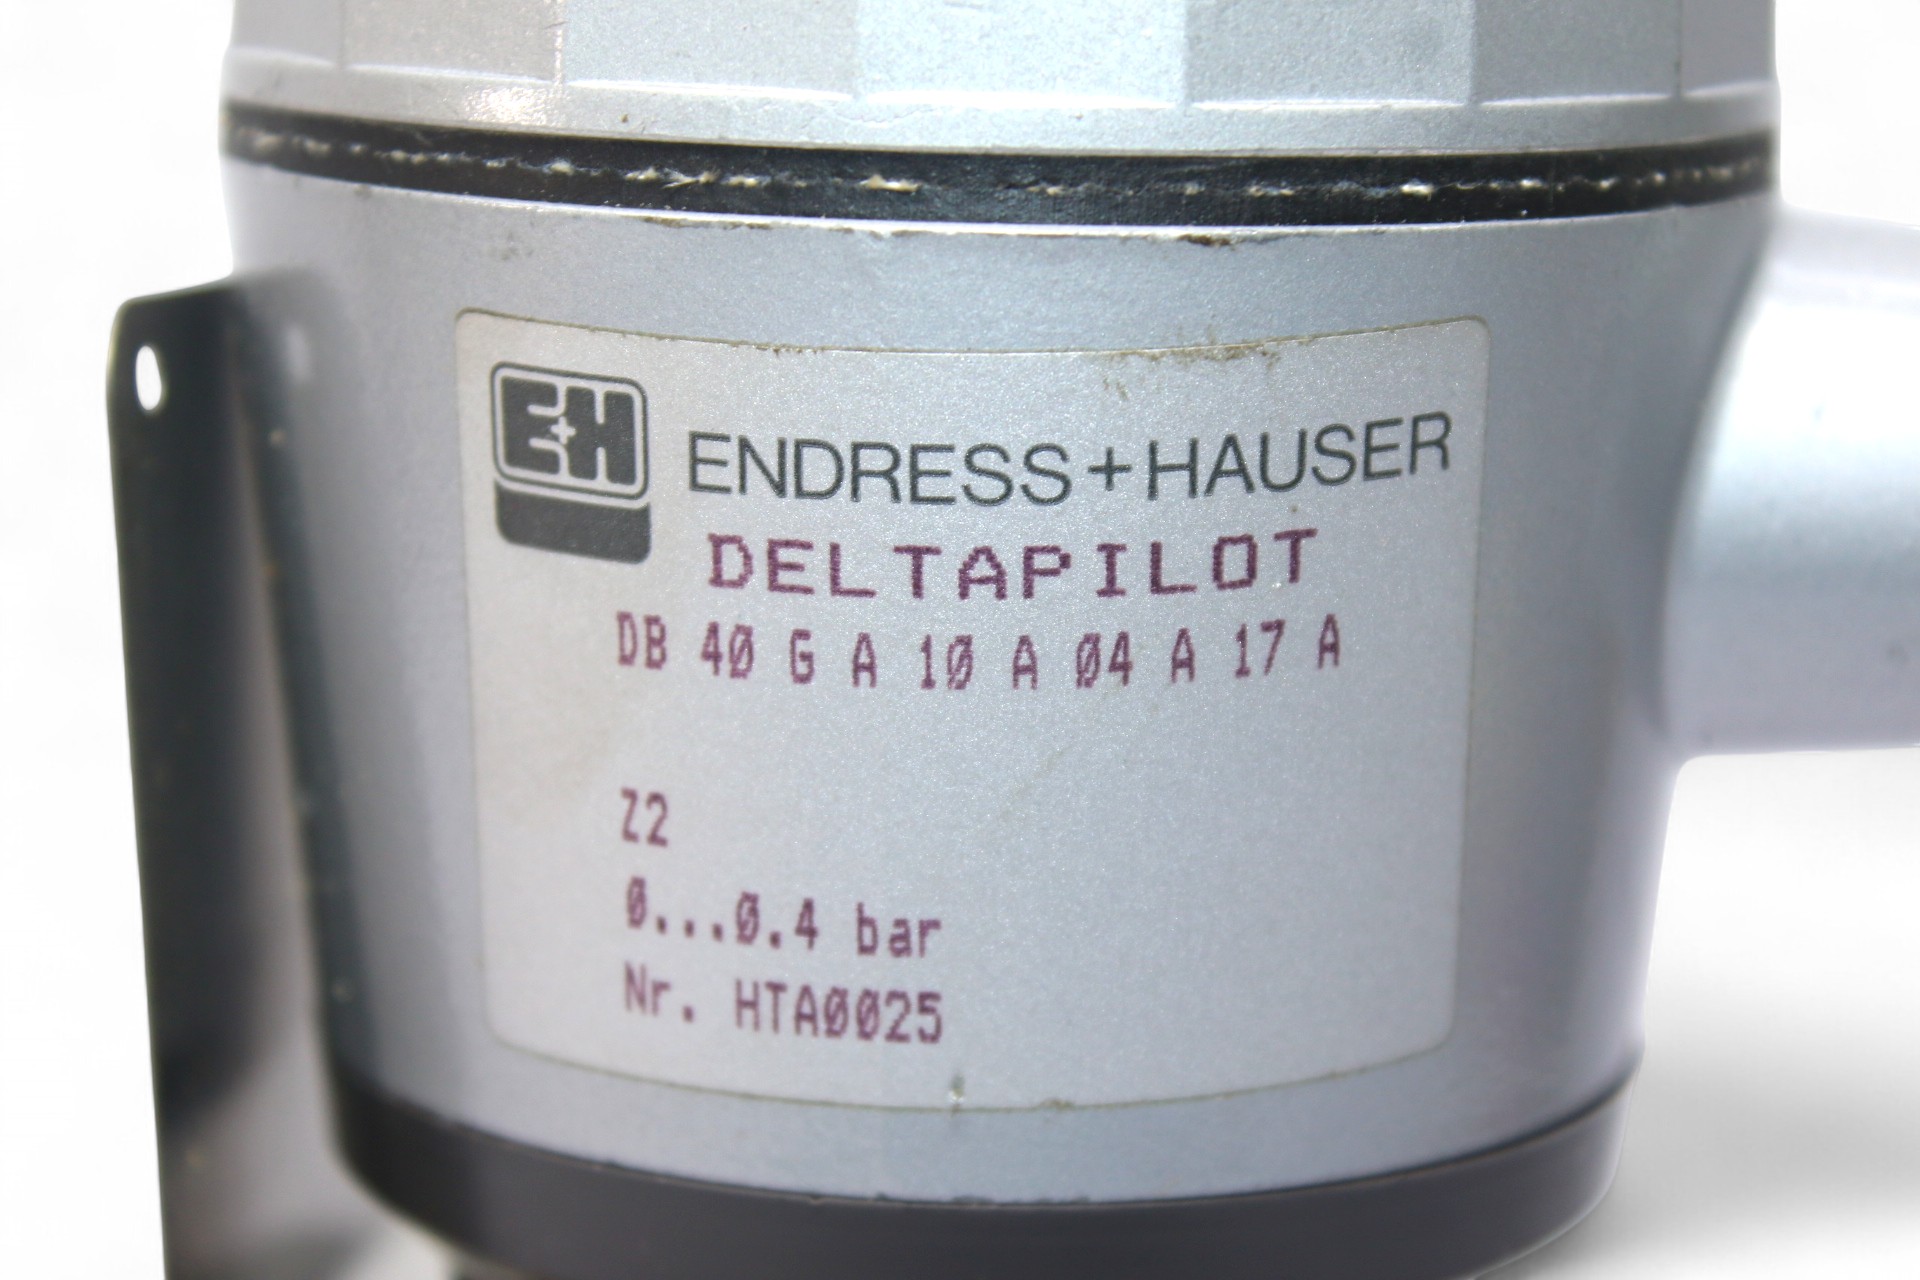 E+H
ENDRESS+HAUSER
DELTAPILOT
DB 40 G A 10 A 04 A 17 A
Z2
0...0.4 bar
Nr. HTA0025